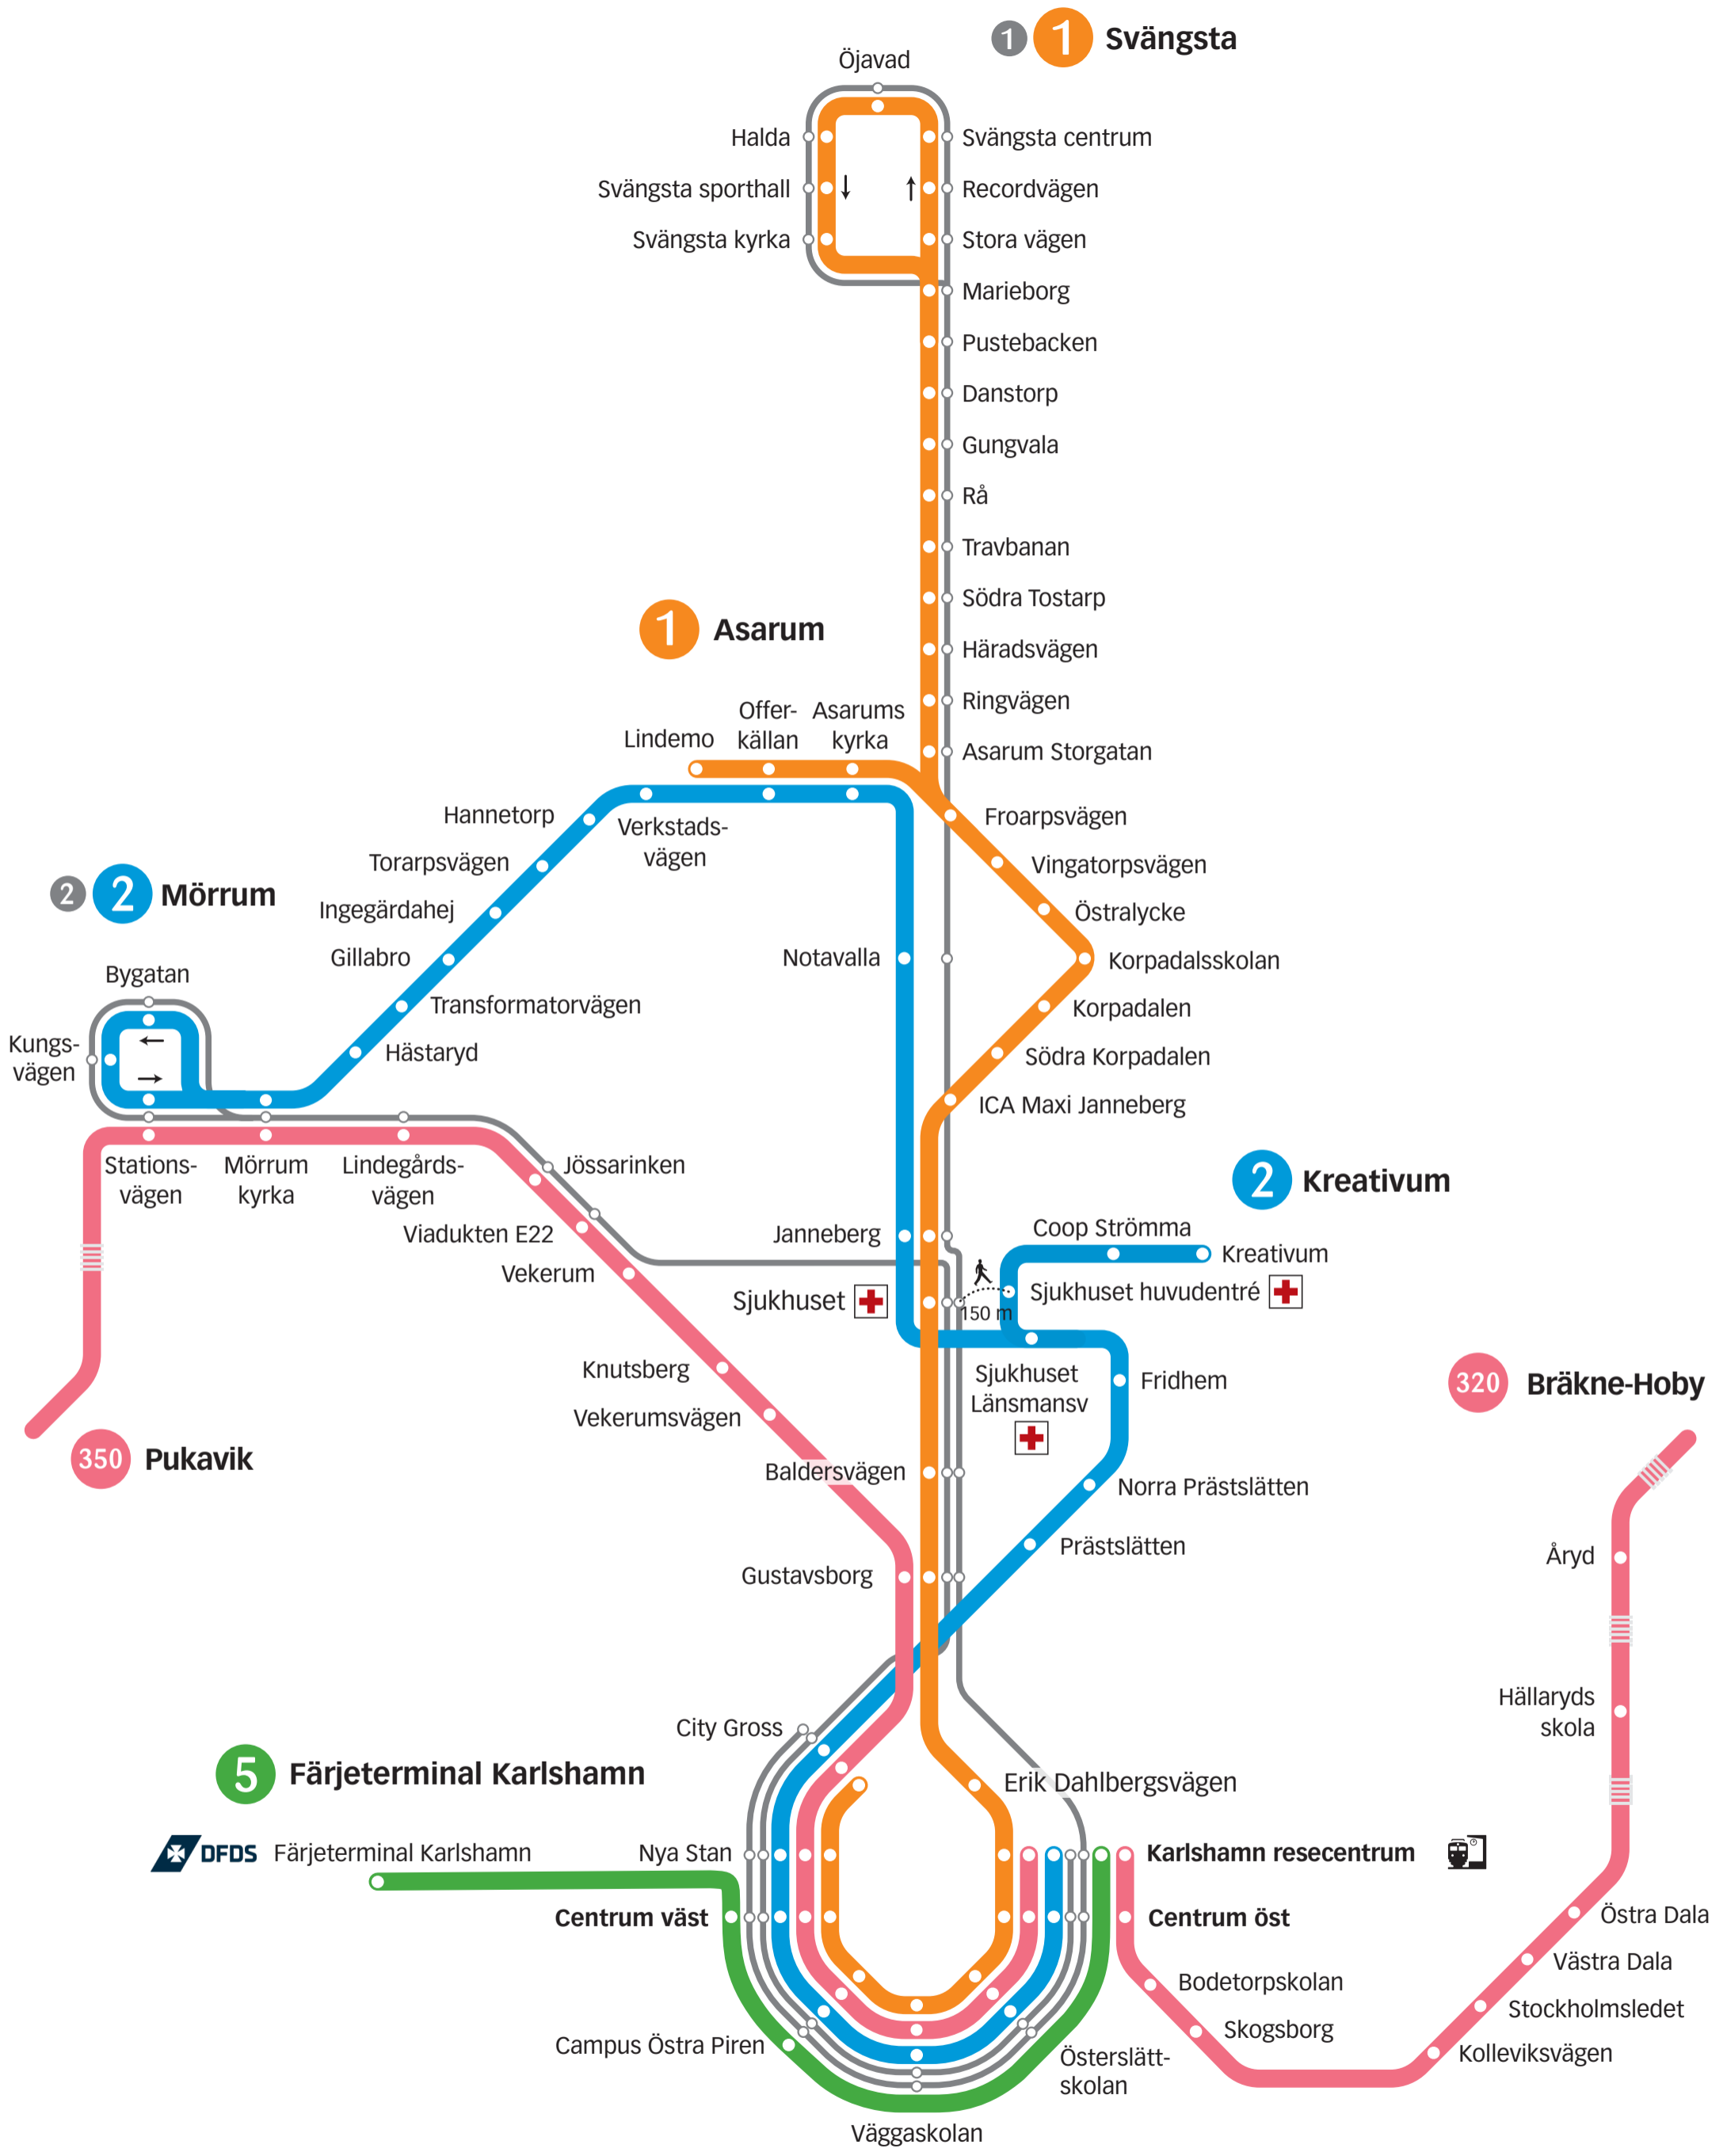 1 1 Svängsta
Öjavad
Halda
Svängsta centrum
Svängsta sporthall
Recordvägen
Svängsta kyrka
Stora vägen
Marieborg
Pustebacken
Danstorp
Gungvala
Rå
Travbanan
Södra Tostarp
1 Asarum
Häradsvägen
Ringvägen
Offer-
källan
Asarums
kyrka
Lindemo
Asarum Storgatan
Hannetorp
Froarpsvägen
Verkstads-
vägen
Torarpsvägen
Vingatorpsvägen
2 2 Mörrum
Ingegärdahej
Östralycke
Gillabro
Notavalla
Korpadalsskolan
Bygatan
Transformatorvägen
Korpadalen
Kungs-
vägen
Hästaryd
Södra Korpadalen
ICA Maxi Janneberg
Stations-
vägen
Mörrum
kyrka
Lindegårds-
vägen
Jössarinken
2 Kreativum
Viadukten E22
Janneberg
Coop Strömma
Kreativum
Vekerum
Sjukhuset
150 m
Sjukhuset huvudentré
Knutsberg
Sjukhuset
Länsmansv
Fridhem
320 Bräkne-Hoby
Vekerumsvägen
350 Pukavik
Baldersvägen
Norra Prästslätten
Prästslätten
Åryd
Gustavsborg
Hällaryds
skola
City Gross
5 Färjeterminal Karlshamn
Erik Dahlbergsvägen
DFDS Färjeterminal Karlshamn
Nya Stan
Karlshamn resecentrum
Centrum väst
Centrum öst
Östra Dala
Västra Dala
Bodetorpskolan
Stockholmsledet
Skogsborg
Campus Östra Piren
Österslätt-
skolan
Kolleviksvägen
Väggaskolan